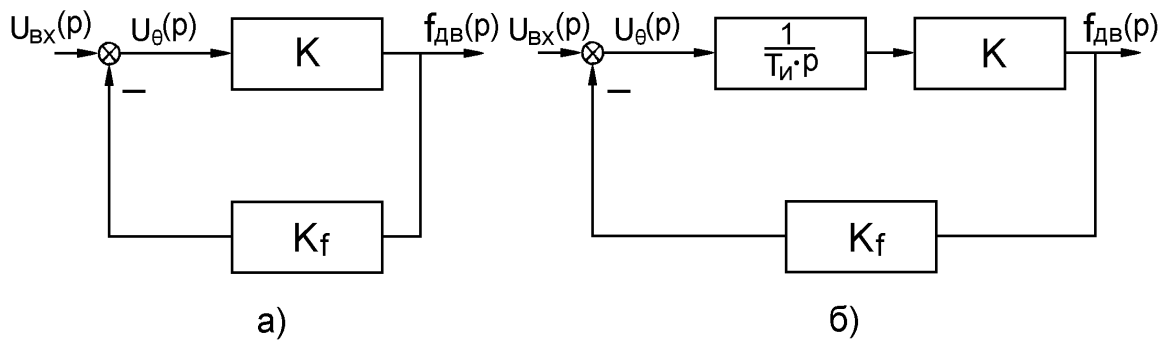 Uвх(p) Uθ(p) K fдв(p)
Kf
а)
Uвх(p) Uθ(p) 1/Tи·p K fдв(p)
Kf
б)